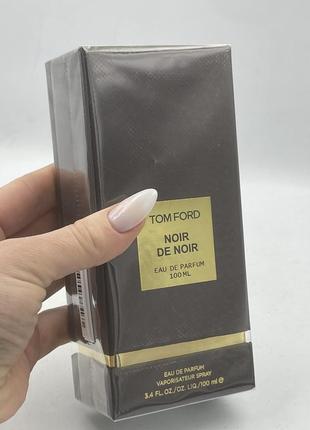 TOM FORD
NOIR
DE NOIR
EAU DE PARFUM
100 ML
EAU DE PARFUM
VAPORISATEUR SPRAY
3.4 FL.OZ./OZ. LIQ./100 ml e